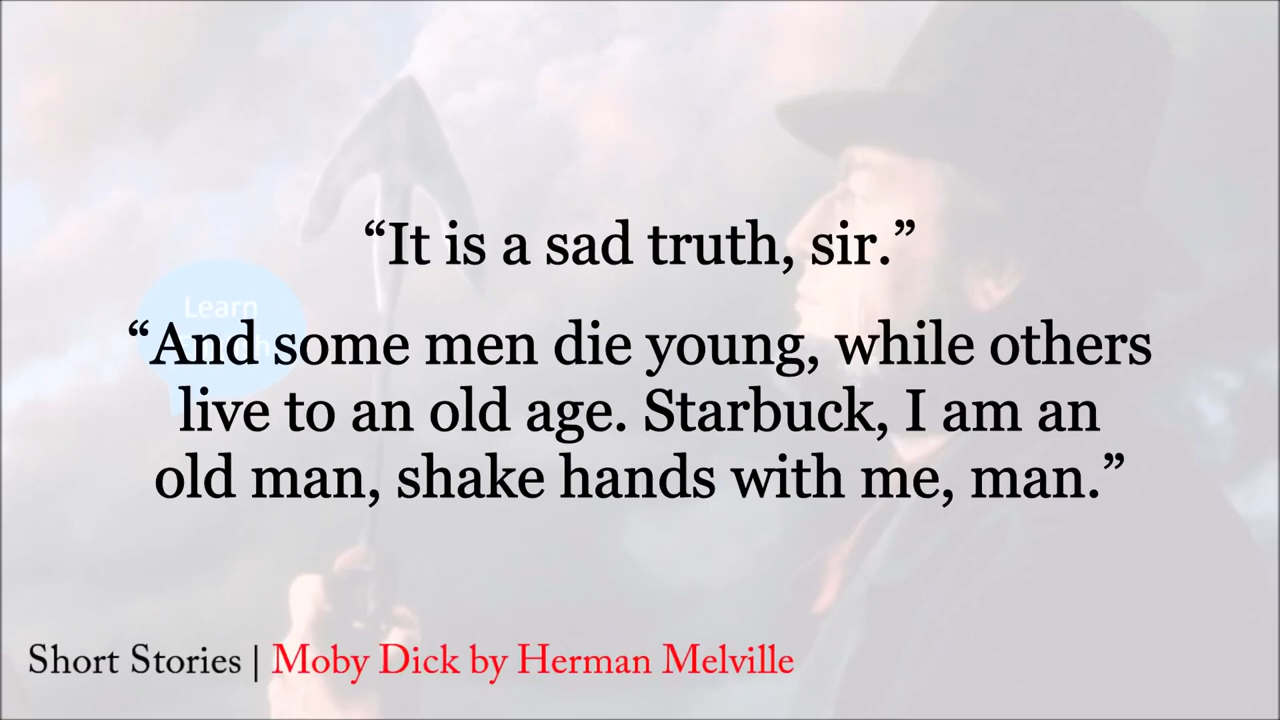 “It is a sad truth, sir.”
Learn
“And some men die young, while others
live to an old age. Starbuck, I am an
old man, shake hands with me, man.”
Short Stories | Moby Dick by Herman Melville